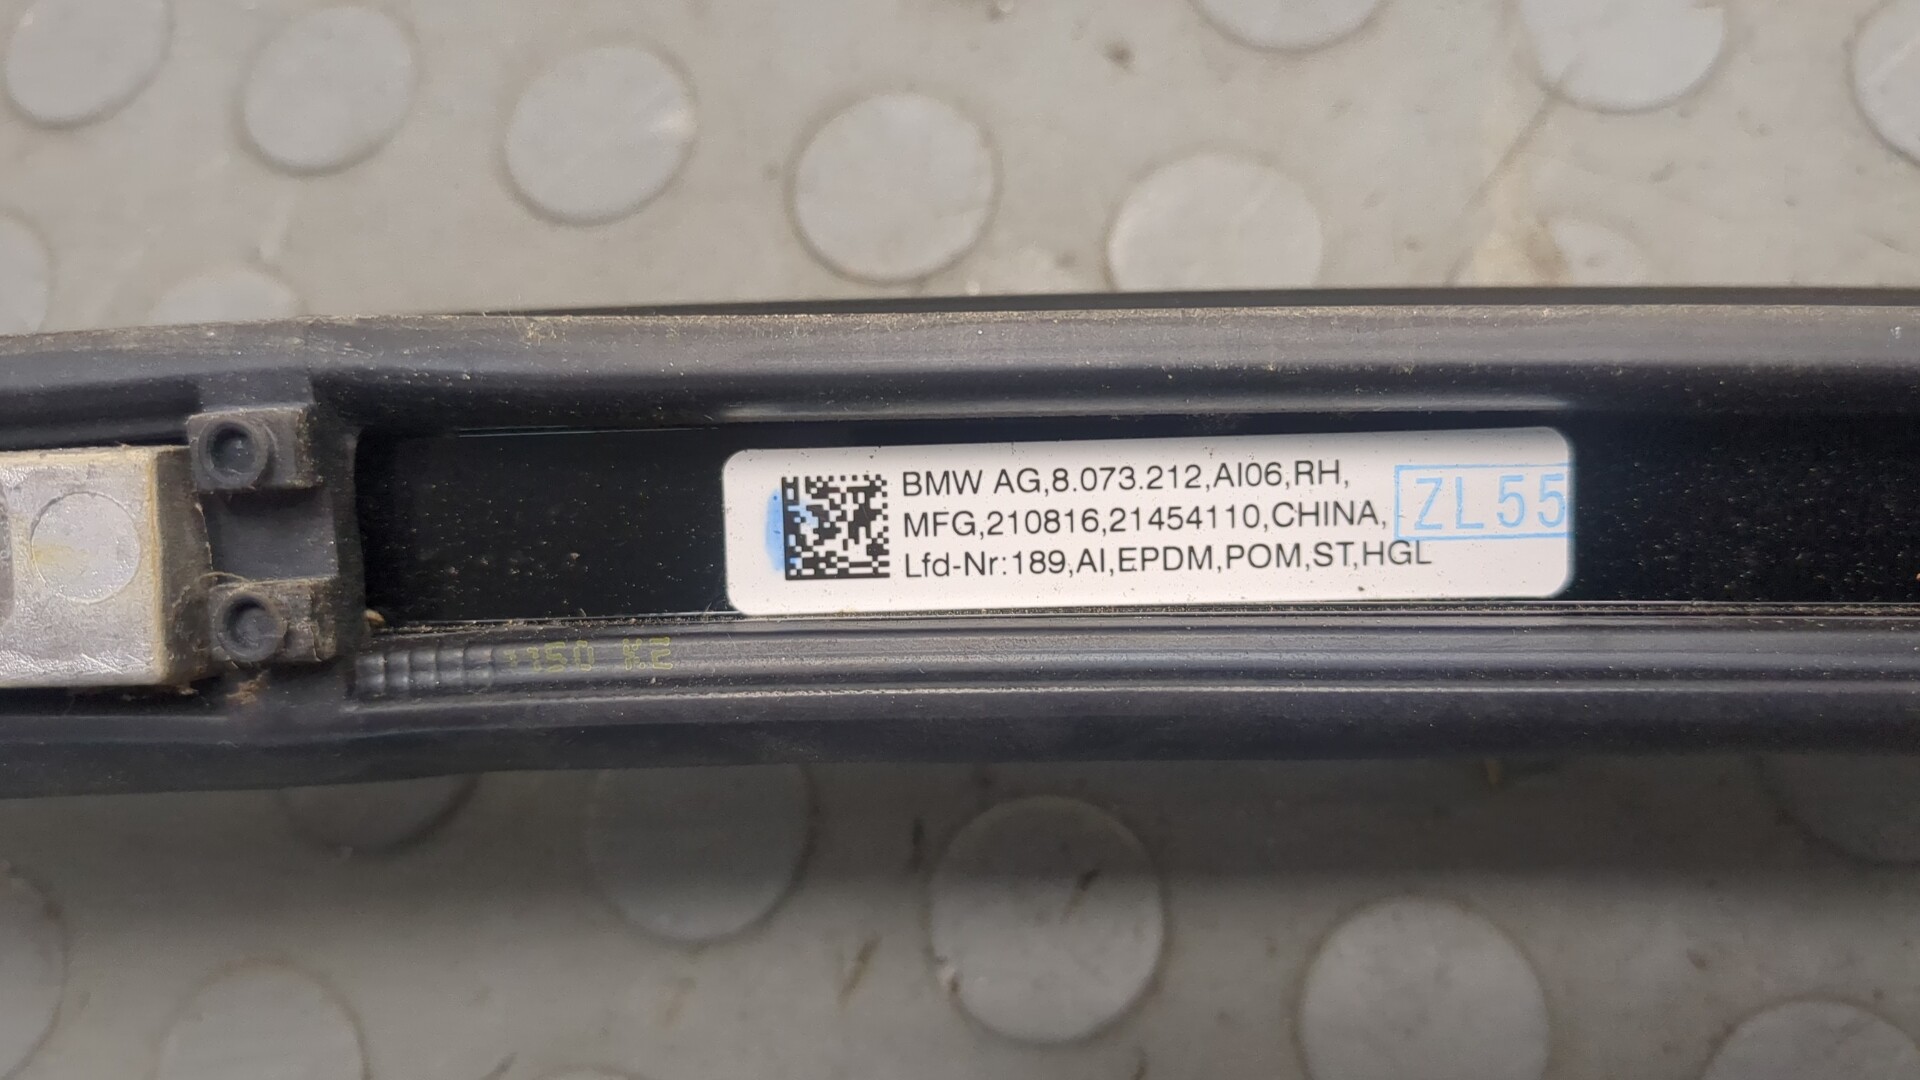 BMW AG,8.073.212,AI06,RH,
MFG,210816,21454110,CHINA,
ZL55
Lfd-Nr:189,AI,EPDM,POM,ST,HGL